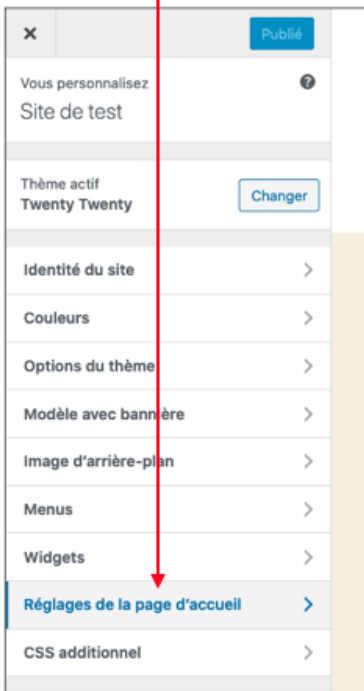 Publié
Vous personnalisez
Site de test
Thème actif
Twenty Twenty
Changer
Identité du site
Couleurs
Options du thème
Modèle avec bannière
Image d'arrière-plan
Menus
Widgets
Réglages de la page d'accueil
CSS additionnel